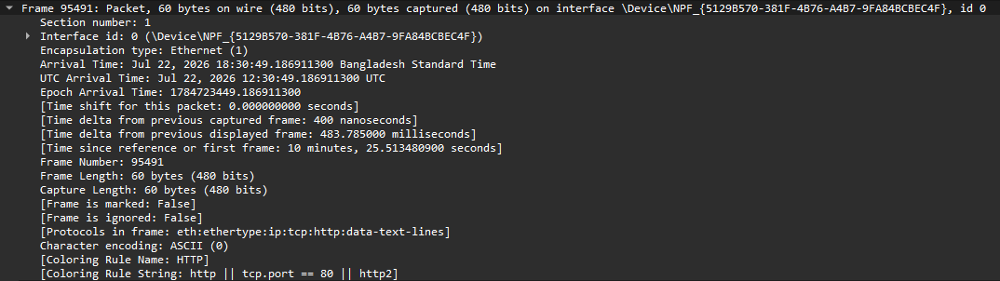 Frame 95491: Packet, 60 bytes on wire (480 bits), 60 bytes captured (480 bits) on interface \Device\NPF_{5129B570-381F-4B76-A4B7-9FA84BCBEC4F}, id 0
Section number: 1
Interface id: 0 (\Device\NPF_{5129B570-381F-4B76-A4B7-9FA84BCBEC4F})
Encapsulation type: Ethernet (1)
Arrival Time: Jul 22, 2026 18:30:49.186911300 Bangladesh Standard Time
UTC Arrival Time: Jul 22, 2026 12:30:49.186911300 UTC
Epoch Arrival Time: 1784723449.186911300
[Time shift for this packet: 0.000000000 seconds]
[Time delta from previous captured frame: 400 nanoseconds]
[Time delta from previous displayed frame: 483.785000 milliseconds]
[Time since reference or first frame: 10 minutes, 25.513480900 seconds]
Frame Number: 95491
Frame Length: 60 bytes (480 bits)
Capture Length: 60 bytes (480 bits)
[Frame is marked: False]
[Frame is ignored: False]
[Protocols in frame: eth:ethertype:ip:tcp:http:data-text-lines]
Character encoding: ASCII (0)
[Coloring Rule Name: HTTP]
[Coloring Rule String: http || tcp.port == 80 || http2]